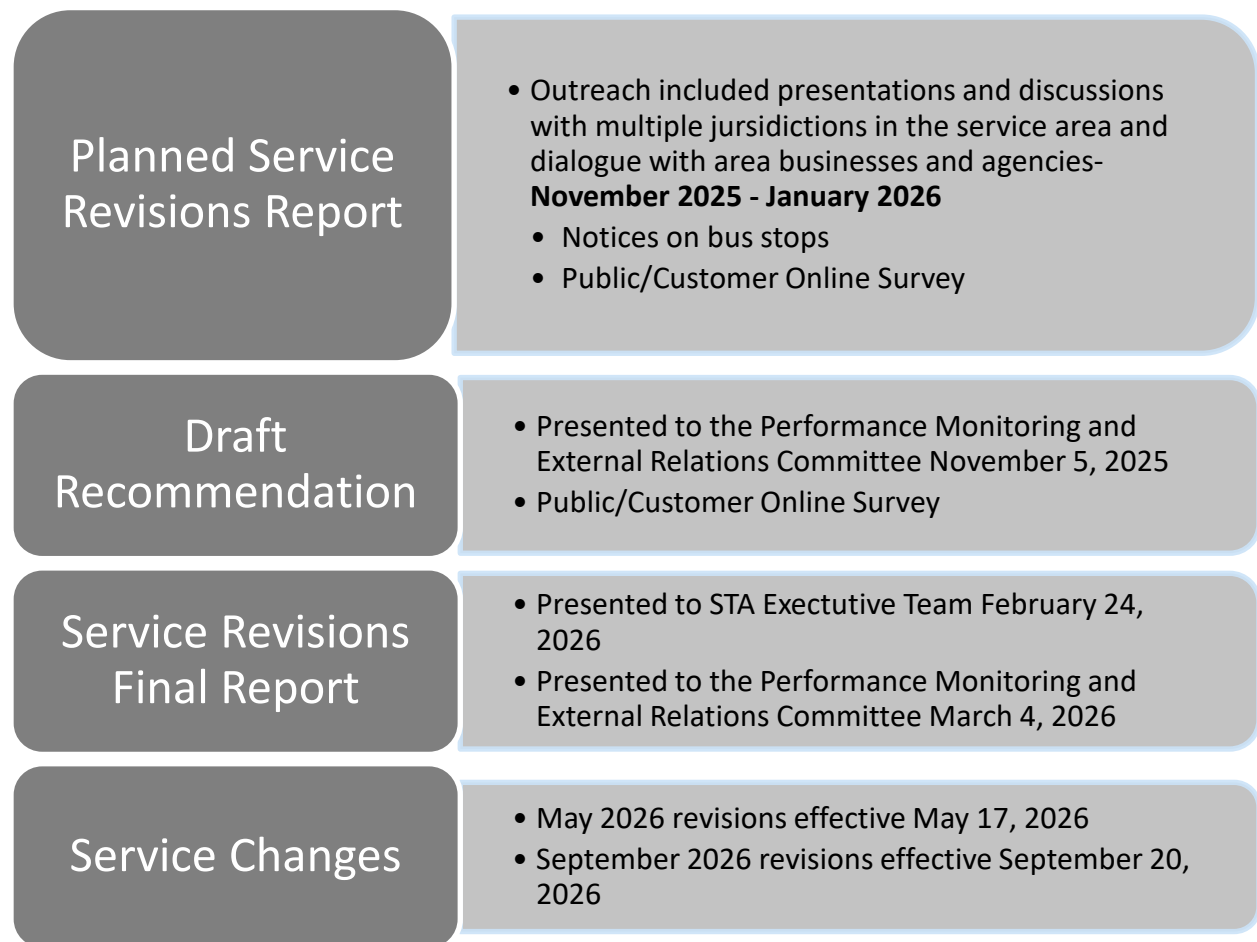 Planned Service
Revisions Report
• Outreach included presentations and discussions
with multiple jursidictions in the service area and
dialogue with area businesses and agencies-
November 2025 - January 2026
• Notices on bus stops
• Public/Customer Online Survey
Draft
Recommendation
• Presented to the Performance Monitoring and
External Relations Committee November 5, 2025
• Public/Customer Online Survey
Service Revisions
Final Report
• Presented to STA Exectutive Team February 24,
2026
• Presented to the Performance Monitoring and
External Relations Committee March 4, 2026
Service Changes
• May 2026 revisions effective May 17, 2026
• September 2026 revisions effective September 20,
2026